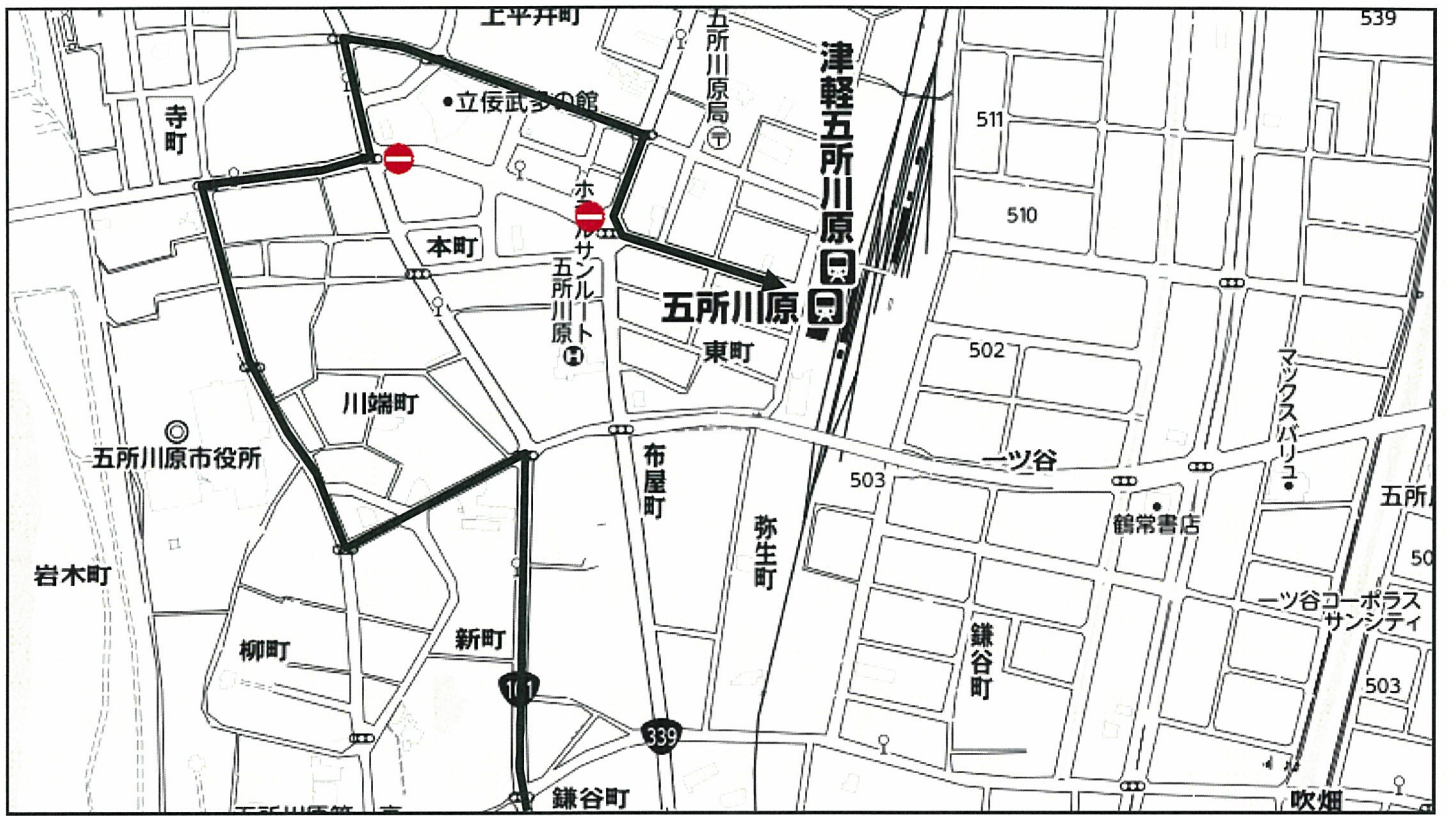 上平井町
539
五所川原局
津軽五所川原
立佞武多の館
寺町
511
510
本町
ホテルサンルート
五所川原
五所川原
東町
502
マックスバリュ
川端町
五所川原市役所
布屋町
一ツ谷
503
鶴常書店
弥生町
岩木町
一ツ谷コーポラス
サンシティ
柳町
新町
鎌谷町
101
339
503
鎌谷町
吹畑